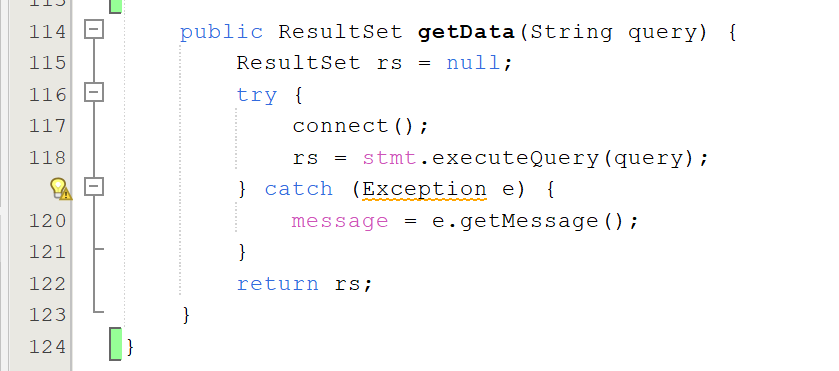 113
114 public ResultSet getData(String query) {
115 ResultSet rs = null;
116 try {
117 connect();
118 rs = stmt.executeQuery(query);
} catch (Exception e) {
120 message = e.getMessage();
121 }
122 return rs;
123 }
124 }